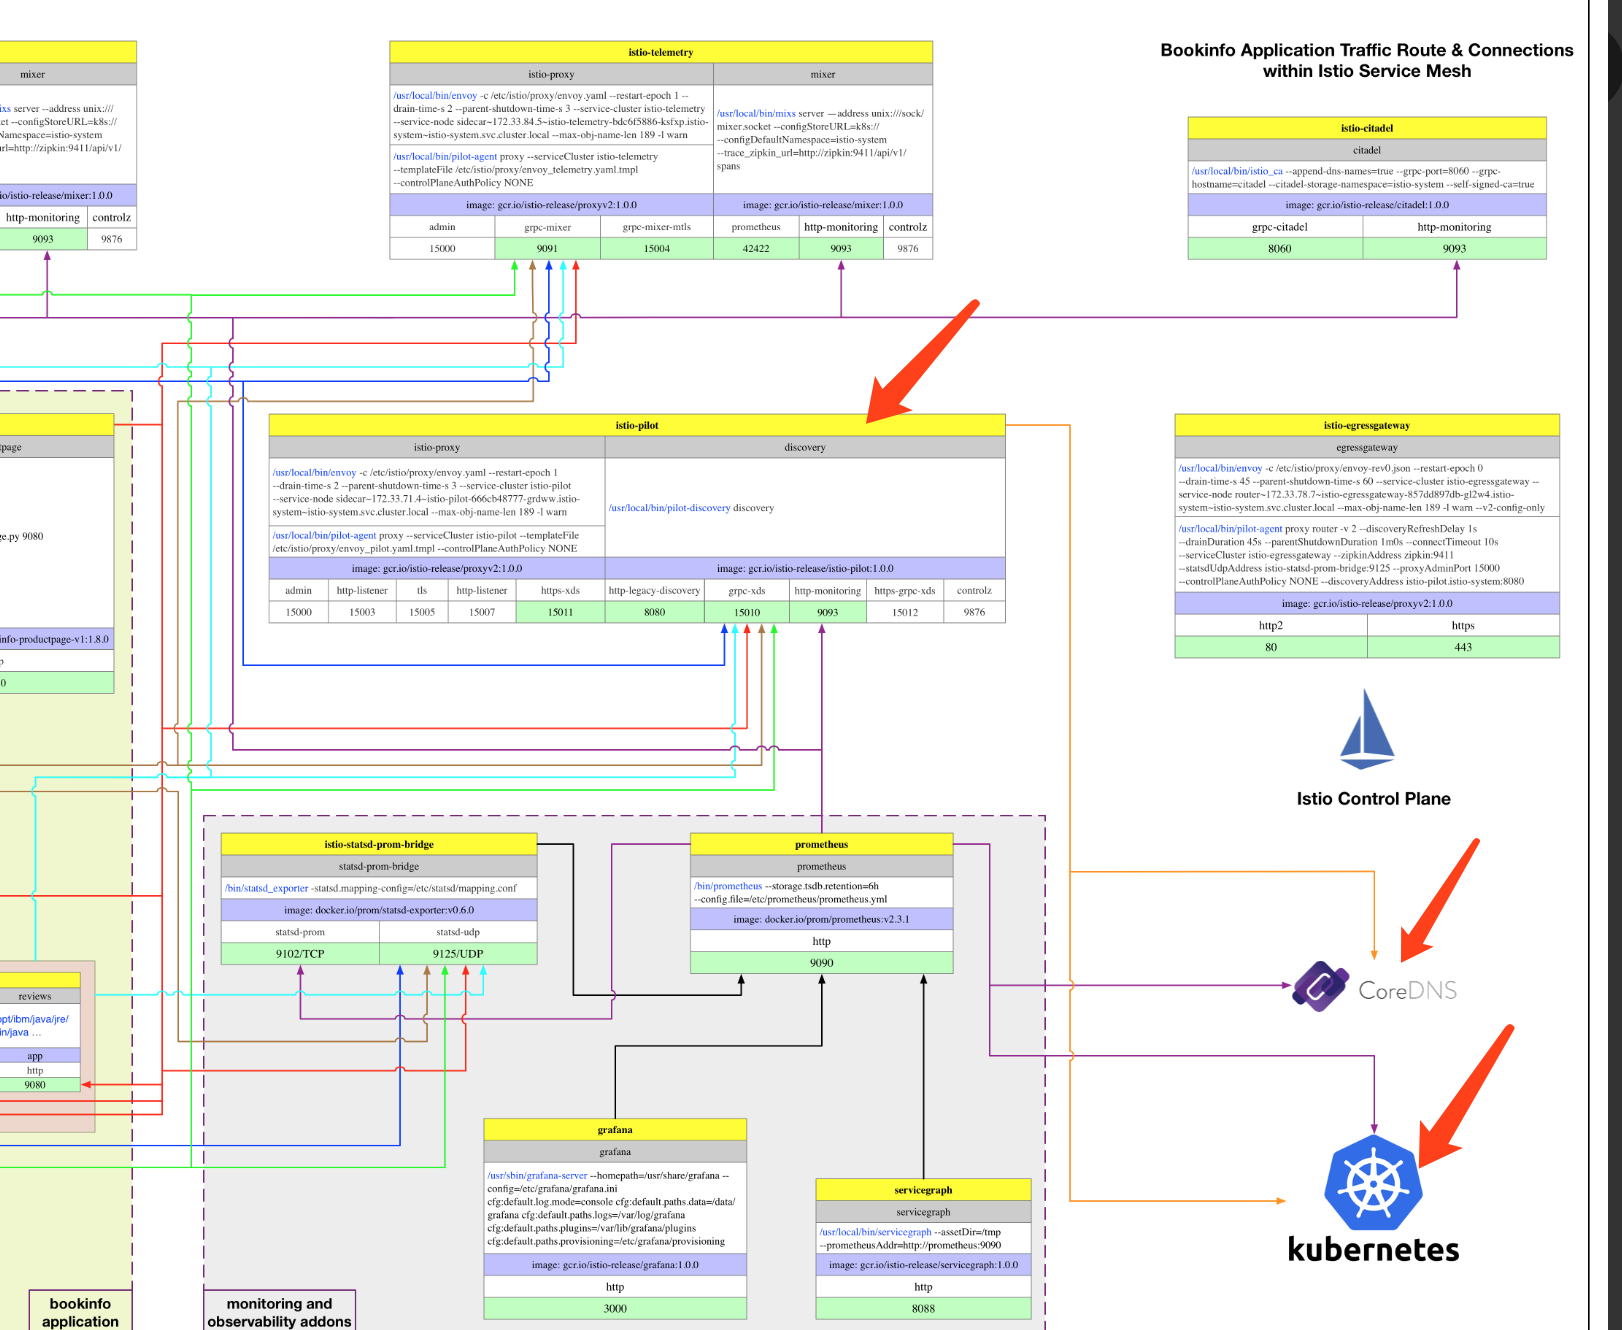 Bookinfo Application Traffic Route & Connections
within Istio Service Mesh
mixer
ixs server --address unix:///
et --configStoreURL=k8s://
Namespace=istio-system
url=http://zipkin:9411/api/v1/
io/istio-release/mixer:1.0.0
http-monitoring controlz
9093 9876
istio-telemetry
istio-proxy
/usr/local/bin/envoy -c /etc/istio/proxy/envoy.yaml --restart-epoch 1 --
drain-time-s 2 --parent-shutdown-time-s 3 --service-cluster istio-telemetry
--service-node sidecar~172.33.84.5~istio-telemetry-bdc6f5886-ksfxp.istio-
system~istio-system.svc.cluster.local --max-obj-name-len 189 -l warn
/usr/local/bin/pilot-agent proxy --serviceCluster istio-telemetry
--templateFile /etc/istio/proxy/envoy_telemetry.yaml.tmpl
--controlPlaneAuthPolicy NONE
image: gcr.io/istio-release/proxyv2:1.0.0
mixer
/usr/local/bin/mixs server —address unix:///sock/
mixer.socket --configStoreURL=k8s://
--configDefaultNamespace=istio-system
--trace_zipkin_url=http://zipkin:9411/api/v1/
spans
image: gcr.io/istio-release/mixer:1.0.0
admin grpc-mixer grpc-mixer-mtls prometheus http-monitoring controlz
15000 9091 15004 42422 9093 9876
istio-citadel
citadel
/usr/local/bin/istio_ca --append-dns-names=true --grpc-port=8060 --grpc-
hostname=citadel --citadel-storage-namespace=istio-system --self-signed-ca=true
image: gcr.io/istio-release/citadel:1.0.0
grpc-citadel http-monitoring
8060 9093
tpage
ge.py 9080
info-productpage-v1:1.8.0
p
0
istio-pilot
istio-proxy
/usr/local/bin/envoy -c /etc/istio/proxy/envoy.yaml --restart-epoch 1
--drain-time-s 2 --parent-shutdown-time-s 3 --service-cluster istio-pilot
--service-node sidecar~172.33.71.4~istio-pilot-666cb48777-grdww.istio-
system~istio-system.svc.cluster.local --max-obj-name-len 189 -l warn
/usr/local/bin/pilot-agent proxy --serviceCluster istio-pilot --templateFile
/etc/istio/proxy/envoy_pilot.yaml.tmpl --controlPlaneAuthPolicy NONE
image: gcr.io/istio-release/proxyv2:1.0.0
discovery
/usr/local/bin/pilot-discovery discovery
image: gcr.io/istio-release/istio-pilot:1.0.0
admin http-listener tls http-listener https-xds http-legacy-discovery grpc-xds http-monitoring https-grpc-xds controlz
15000 15003 15005 15007 15011 8080 15010 9093 15012 9876
istio-egressgateway
egressgateway
/usr/local/bin/envoy -c /etc/istio/proxy/envoy-rev0.json --restart-epoch 0
--drain-time-s 45 --parent-shutdown-time-s 60 --service-cluster istio-egressgateway --
service-node router~172.33.78.7~istio-egressgateway-857dd897db-gl2w4.istio-
system~istio-system.svc.cluster.local --max-obj-name-len 189 -l warn --v2-config-only
/usr/local/bin/pilot-agent proxy router -v 2 --discoveryRefreshDelay 1s
--drainDuration 45s --parentShutdownDuration 1m0s --connectTimeout 10s
--serviceCluster istio-egressgateway --zipkinAddress zipkin:9411
--statsdUdpAddress istio-statsd-prom-bridge:9125 --proxyAdminPort 15000
--controlPlaneAuthPolicy NONE --discoveryAddress istio-pilot.istio-system:8080
image: gcr.io/istio-release/proxyv2:1.0.0
http2 https
80 443
Istio Control Plane
istio-statsd-prom-bridge
statsd-prom-bridge
/bin/statsd_exporter -statsd.mapping-config=/etc/statsd/mapping.conf
image: docker.io/prom/statsd-exporter:v0.6.0
statsd-prom statsd-udp
9102/TCP 9125/UDP
prometheus
prometheus
/bin/prometheus --storage.tsdb.retention=6h
--config.file=/etc/prometheus/prometheus.yml
image: docker.io/prom/prometheus:v2.3.1
http
9090
CoreDNS
reviews
opt/ibm/java/jre/
in/java ...
app
http
9080
grafana
grafana
/usr/sbin/grafana-server --homepath=/usr/share/grafana --
config=/etc/grafana/grafana.ini
cfg:default.log.mode=console cfg:default.paths.data=/data/
grafana cfg:default.paths.logs=/var/log/grafana
cfg:default.paths.plugins=/var/lib/grafana/plugins
cfg:default.paths.provisioning=/etc/grafana/provisioning
image: gcr.io/istio-release/grafana:1.0.0
http
3000
servicegraph
servicegraph
/usr/local/bin/servicegraph --assetDir=/tmp
--prometheusAddr=http://prometheus:9090
image: gcr.io/istio-release/servicegraph:1.0.0
http
8088
kubernetes
bookinfo
application
monitoring and
observability addons